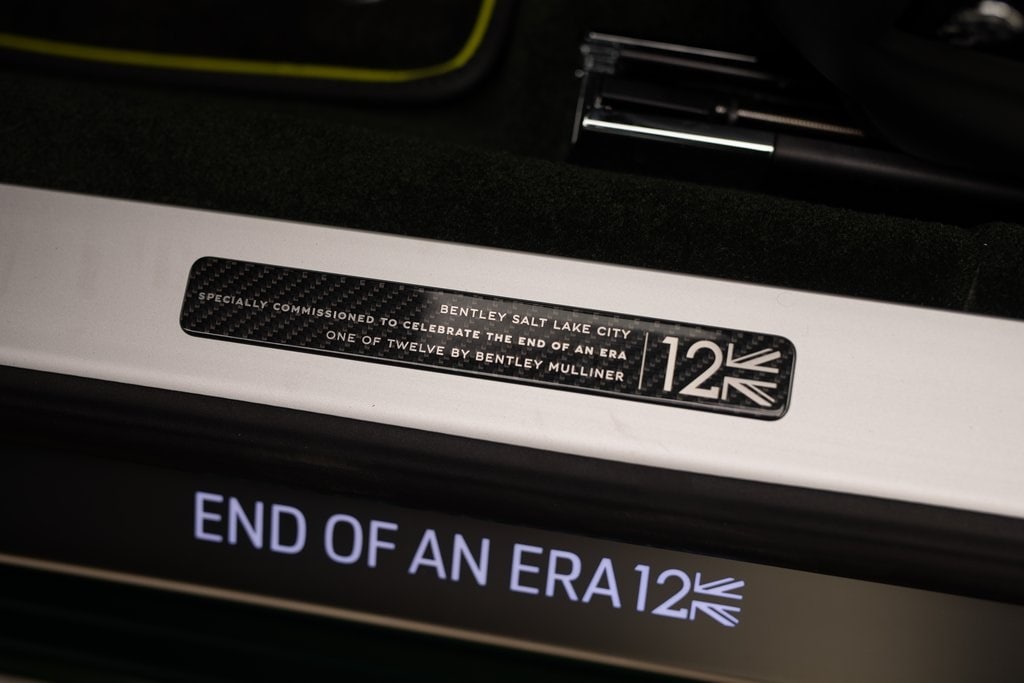 BENTLEY SALT LAKE CITY
SPECIALLY COMMISSIONED TO CELEBRATE THE END OF AN ERA
ONE OF TWELVE BY BENTLEY MULLINER
12
END OF AN ERA 12